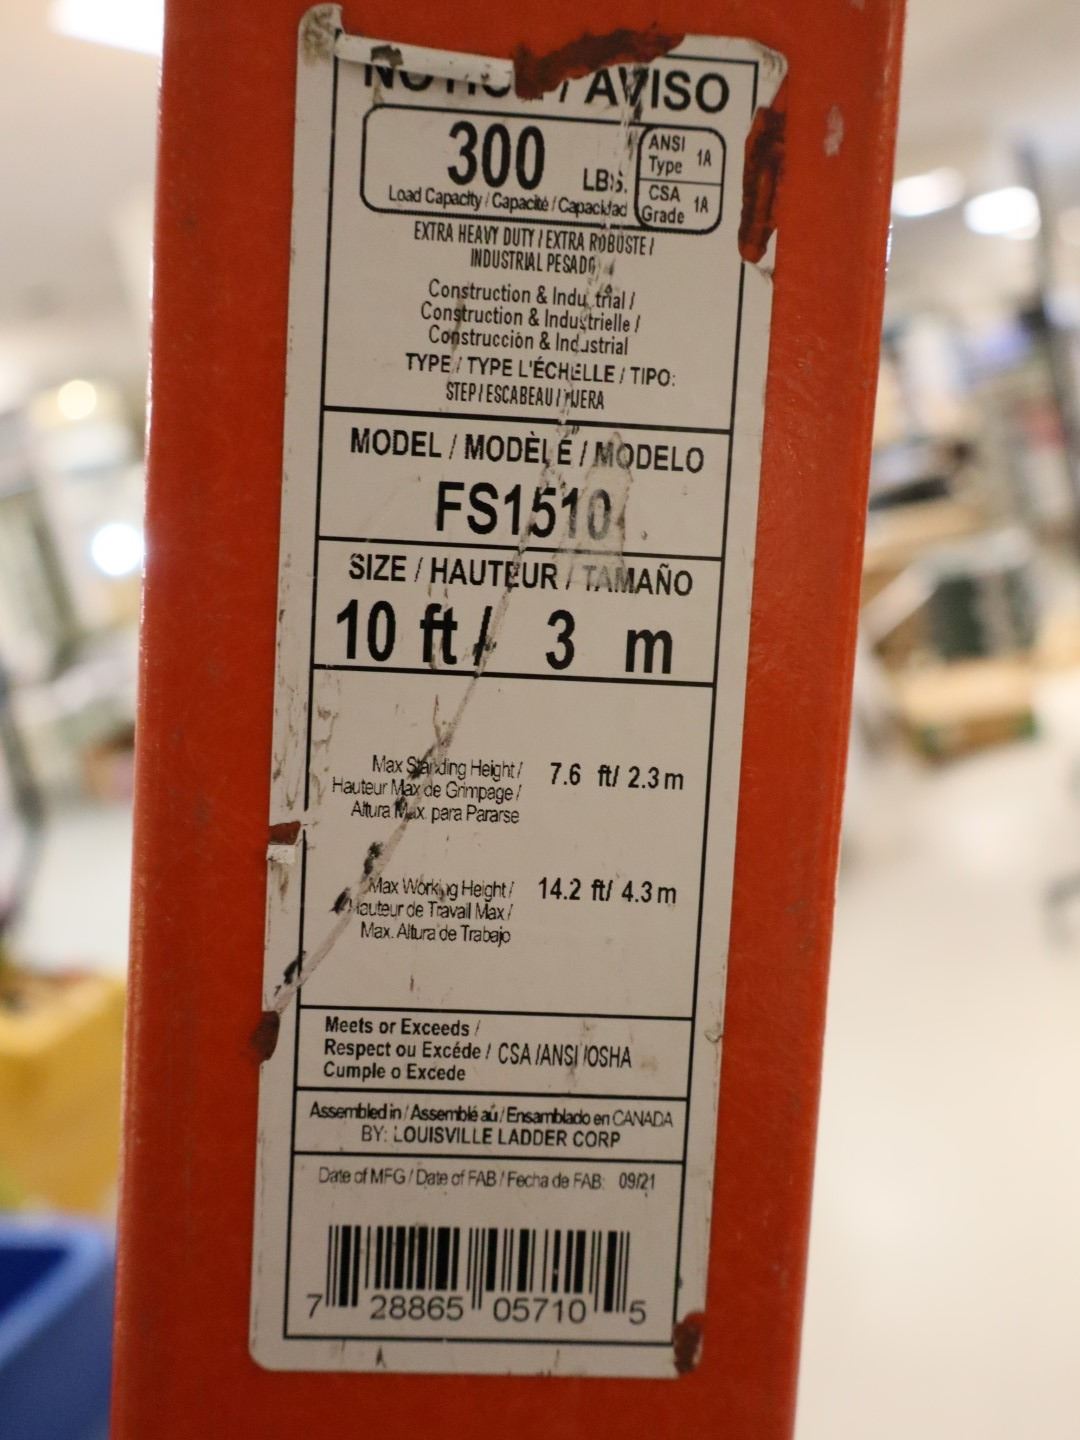 NOTICE / AVISO
300 LBS.
Load Capacity / Capacité / Capacidad
ANSI Type 1A
CSA Grade 1A
EXTRA HEAVY DUTY / EXTRA ROBUSTE /
INDUSTRIAL PESADO
Construction & Industrial /
Construction & Industrielle /
Construcción & Industrial
TYPE / TYPE L'ÉCHELLE / TIPO:
STEP / ESCABEAU / TIJERA
MODEL / MODÈLE / MODELO
FS1510
SIZE / HAUTEUR / TAMAÑO
10 ft / 3 m
Max Standing Height / 7.6 ft/ 2.3 m
Hauteur Max de Grimpage /
Altura Max. para Pararse
Max Working Height / 14.2 ft/ 4.3 m
Hauteur de Travail Max /
Max. Altura de Trabajo
Meets or Exceeds /
Respect ou Excéde / CSA /ANSI /OSHA
Cumple o Excede
Assembled in / Assemblé au / Ensamblado en CANADA
BY: LOUISVILLE LADDER CORP
Date of MFG / Date of FAB / Fecha de FAB: 09/21
7 28865 05710 5